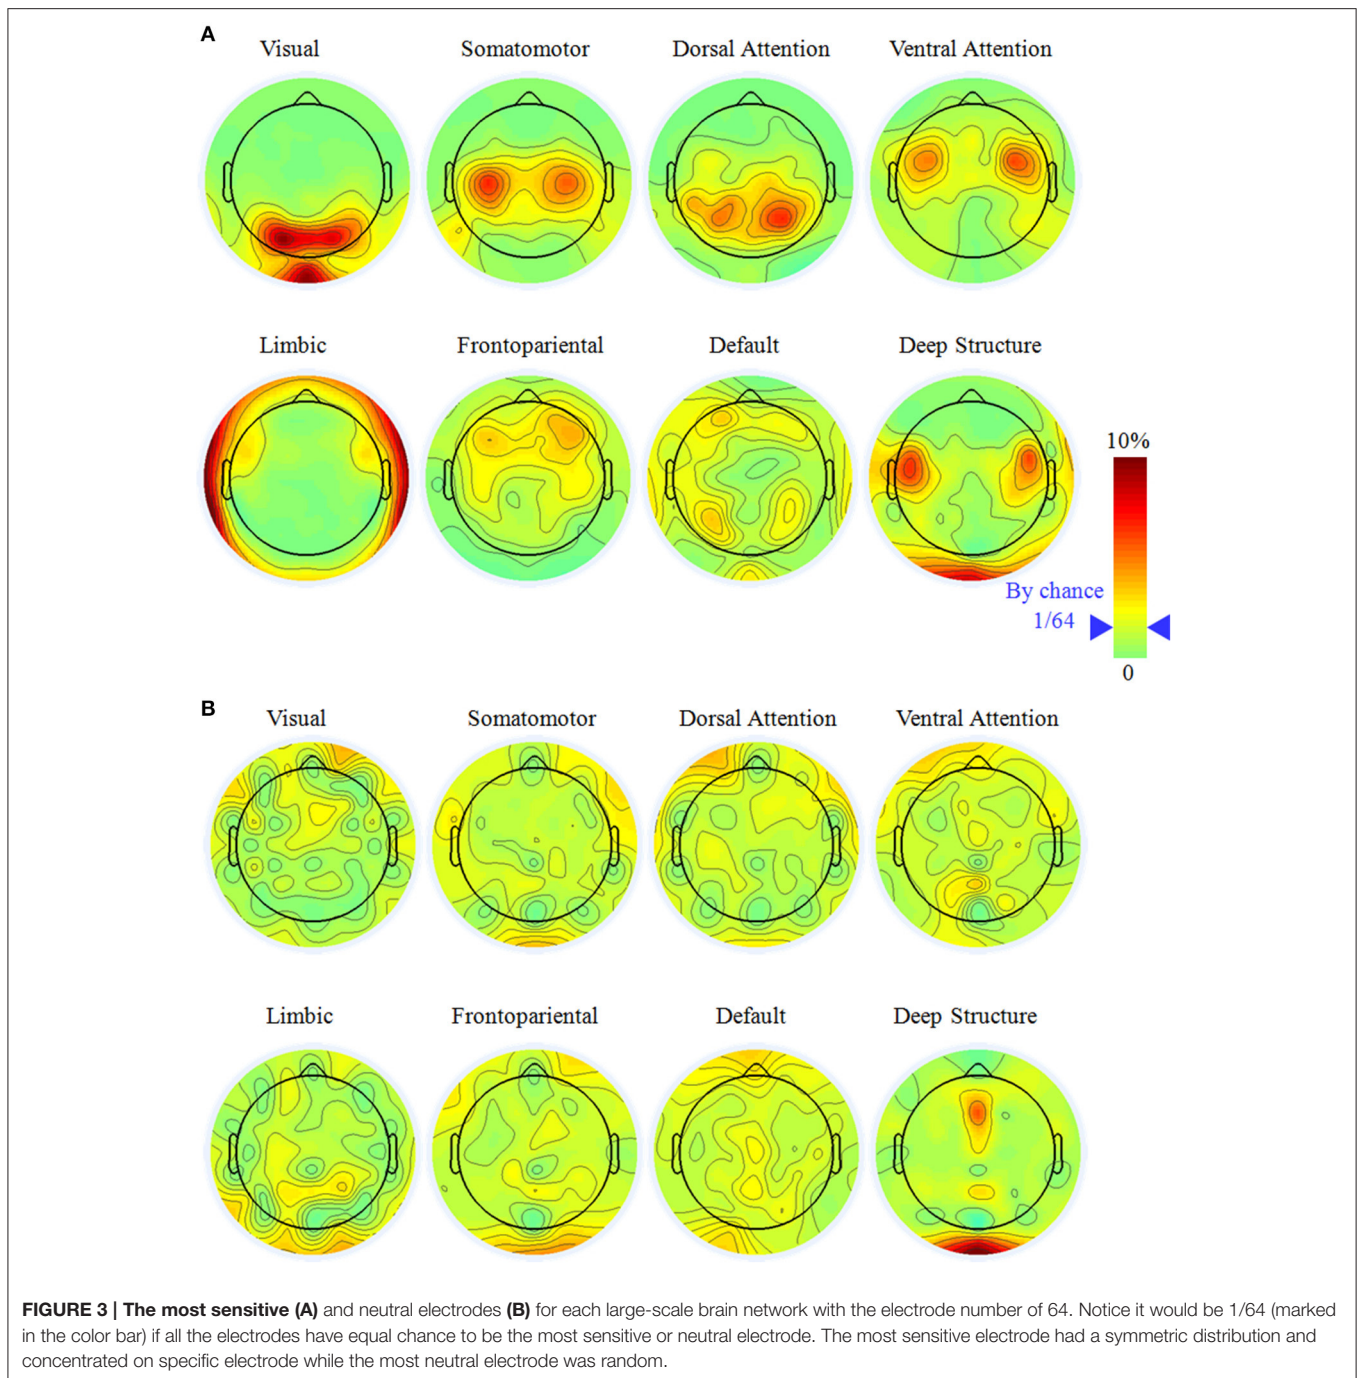 A
Visual
Somatomotor
Dorsal Attention
Ventral Attention
Limbic
Frontopariental
Default
Deep Structure
10%
By chance
1/64
0
B
Visual
Somatomotor
Dorsal Attention
Ventral Attention
Limbic
Frontopariental
Default
Deep Structure
FIGURE 3 | The most sensitive (A) and neutral electrodes (B) for each large-scale brain network with the electrode number of 64. Notice it would be 1/64 (marked
in the color bar) if all the electrodes have equal chance to be the most sensitive or neutral electrode. The most sensitive electrode had a symmetric distribution and
concentrated on specific electrode while the most neutral electrode was random.